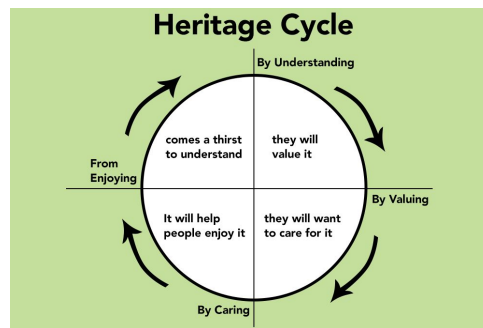 Heritage Cycle
By Understanding
comes a thirst
to understand
they will
value it
From
Enjoying
By Valuing
It will help
people enjoy it
they will want
to care for it
By Caring